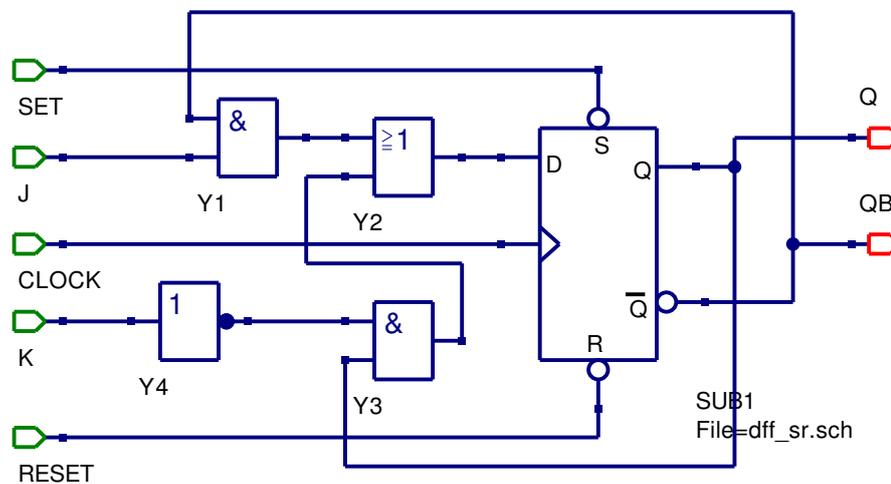 SET
&
Y1
J
≧1
Y2
D
S
Q
Q
QB
CLOCK
1
Y4
K
&
Y3
Q̅
R
SUB1
File=dff_sr.sch
RESET